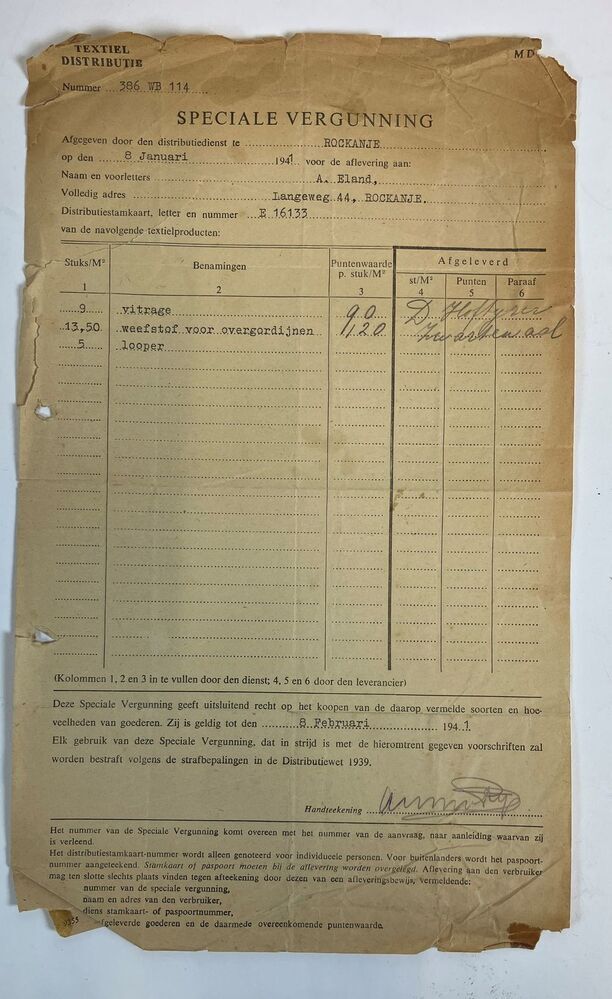 TEXTIEL
DISTRIBUTIE
MD
Nummer 386 WB 114
SPECIALE VERGUNNING
Afgegeven door den distributiedienst te ROCKANJE
op den 8 Januari 1941 voor de aflevering aan:
Naam en voorletters A. Eland,
Volledig adres Langeweg 44, ROCKANJE.
Distributiestamkaart, letter en nummer E 16133
van de navolgende textielproducten:
Stuks/M² Benamingen Puntenwaarde p. stuk/M² Afgeleverd
st/M² Punten Paraaf
1 2 3 4 5 6
9 vitrage 90 D.
13,50 weefstof voor overgordijnen 1,20 Zwartewaal
5 looper
(Kolommen 1, 2 en 3 in te vullen door den dienst; 4, 5 en 6 door den leverancier)
Deze Speciale Vergunning geeft uitsluitend recht op het koopen van de daarop vermelde soorten en hoe-
veelheden van goederen. Zij is geldig tot den 8 Februari 1941.
Elk gebruik van deze Speciale Vergunning, dat in strijd is met de hieromtrent gegeven voorschriften zal
worden bestraft volgens de strafbepalingen in de Distributiewet 1939.
Handteekening
Het nummer van de Speciale Vergunning komt overeen met het nummer van de aanvraag, naar aanleiding waarvan zij
is verleend.
Het distributiestamkaart-nummer wordt alleen genoteerd voor individueele personen. Voor buitenlanders wordt het paspoort-
nummer aangeteekend. Stamkaart of paspoort moeten bij de aflevering worden overgelegd. Aflevering aan den verbruiker
mag ten slotte slechts plaats vinden tegen afteekening door dezen van een afleveringsbewijs, vermeldende:
nummer van de speciale vergunning,
naam en adres van den verbruiker,
diens stamkaart- of paspoortnummer,
afgeleverde goederen en de daarmede overeenkomende puntenwaarde.